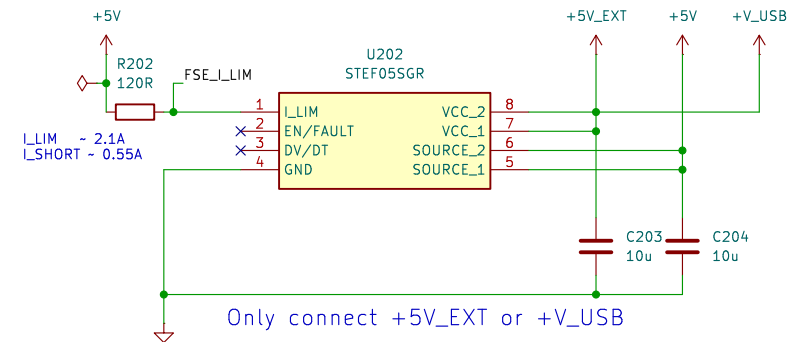 +5V
+5V_EXT
+5V
+V_USB
R202
120R
FSE_I_LIM
U202
STEF05SGR
1 I_LIM VCC_2 8
2 EN/FAULT VCC_1 7
3 DV/DT SOURCE_2 6
4 GND SOURCE_1 5
I_LIM ~ 2.1A
I_SHORT ~ 0.55A
C203
10u
C204
10u
Only connect +5V_EXT or +V_USB